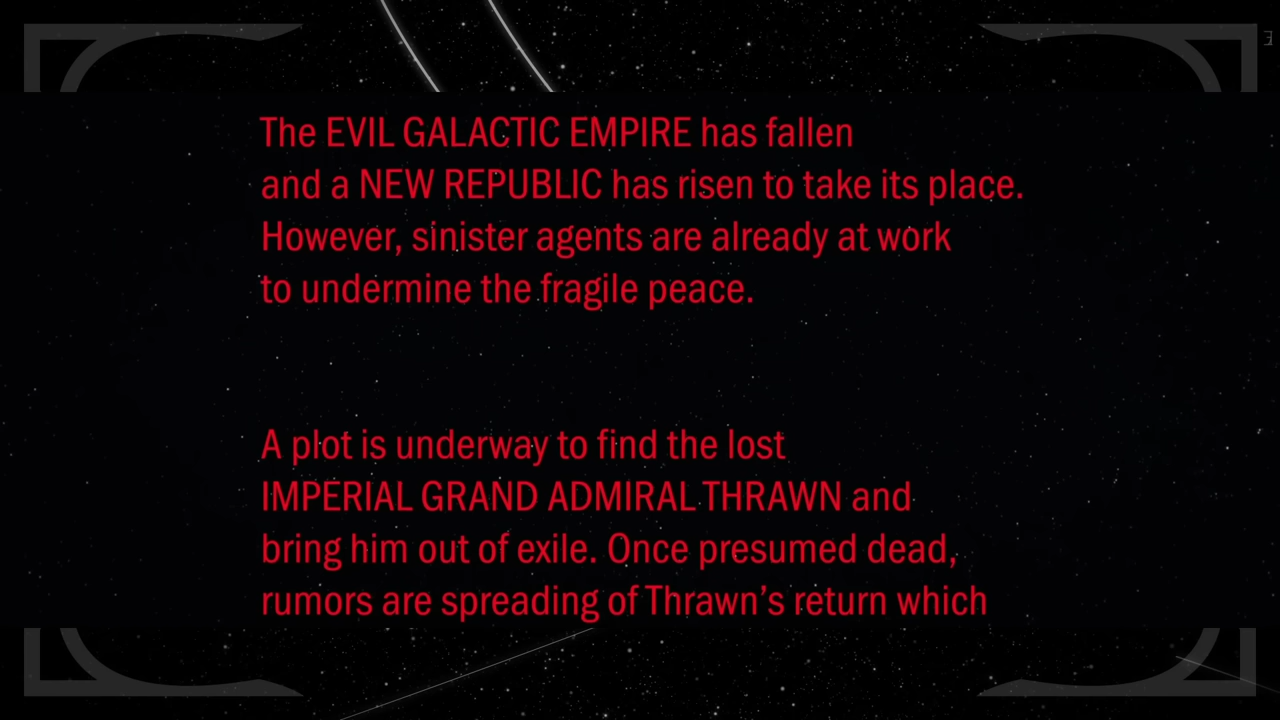 The EVIL GALACTIC EMPIRE has fallen
and a NEW REPUBLIC has risen to take its place.
However, sinister agents are already at work
to undermine the fragile peace.
A plot is underway to find the lost
IMPERIAL GRAND ADMIRAL THRAWN and
bring him out of exile. Once presumed dead,
rumors are spreading of Thrawn’s return which